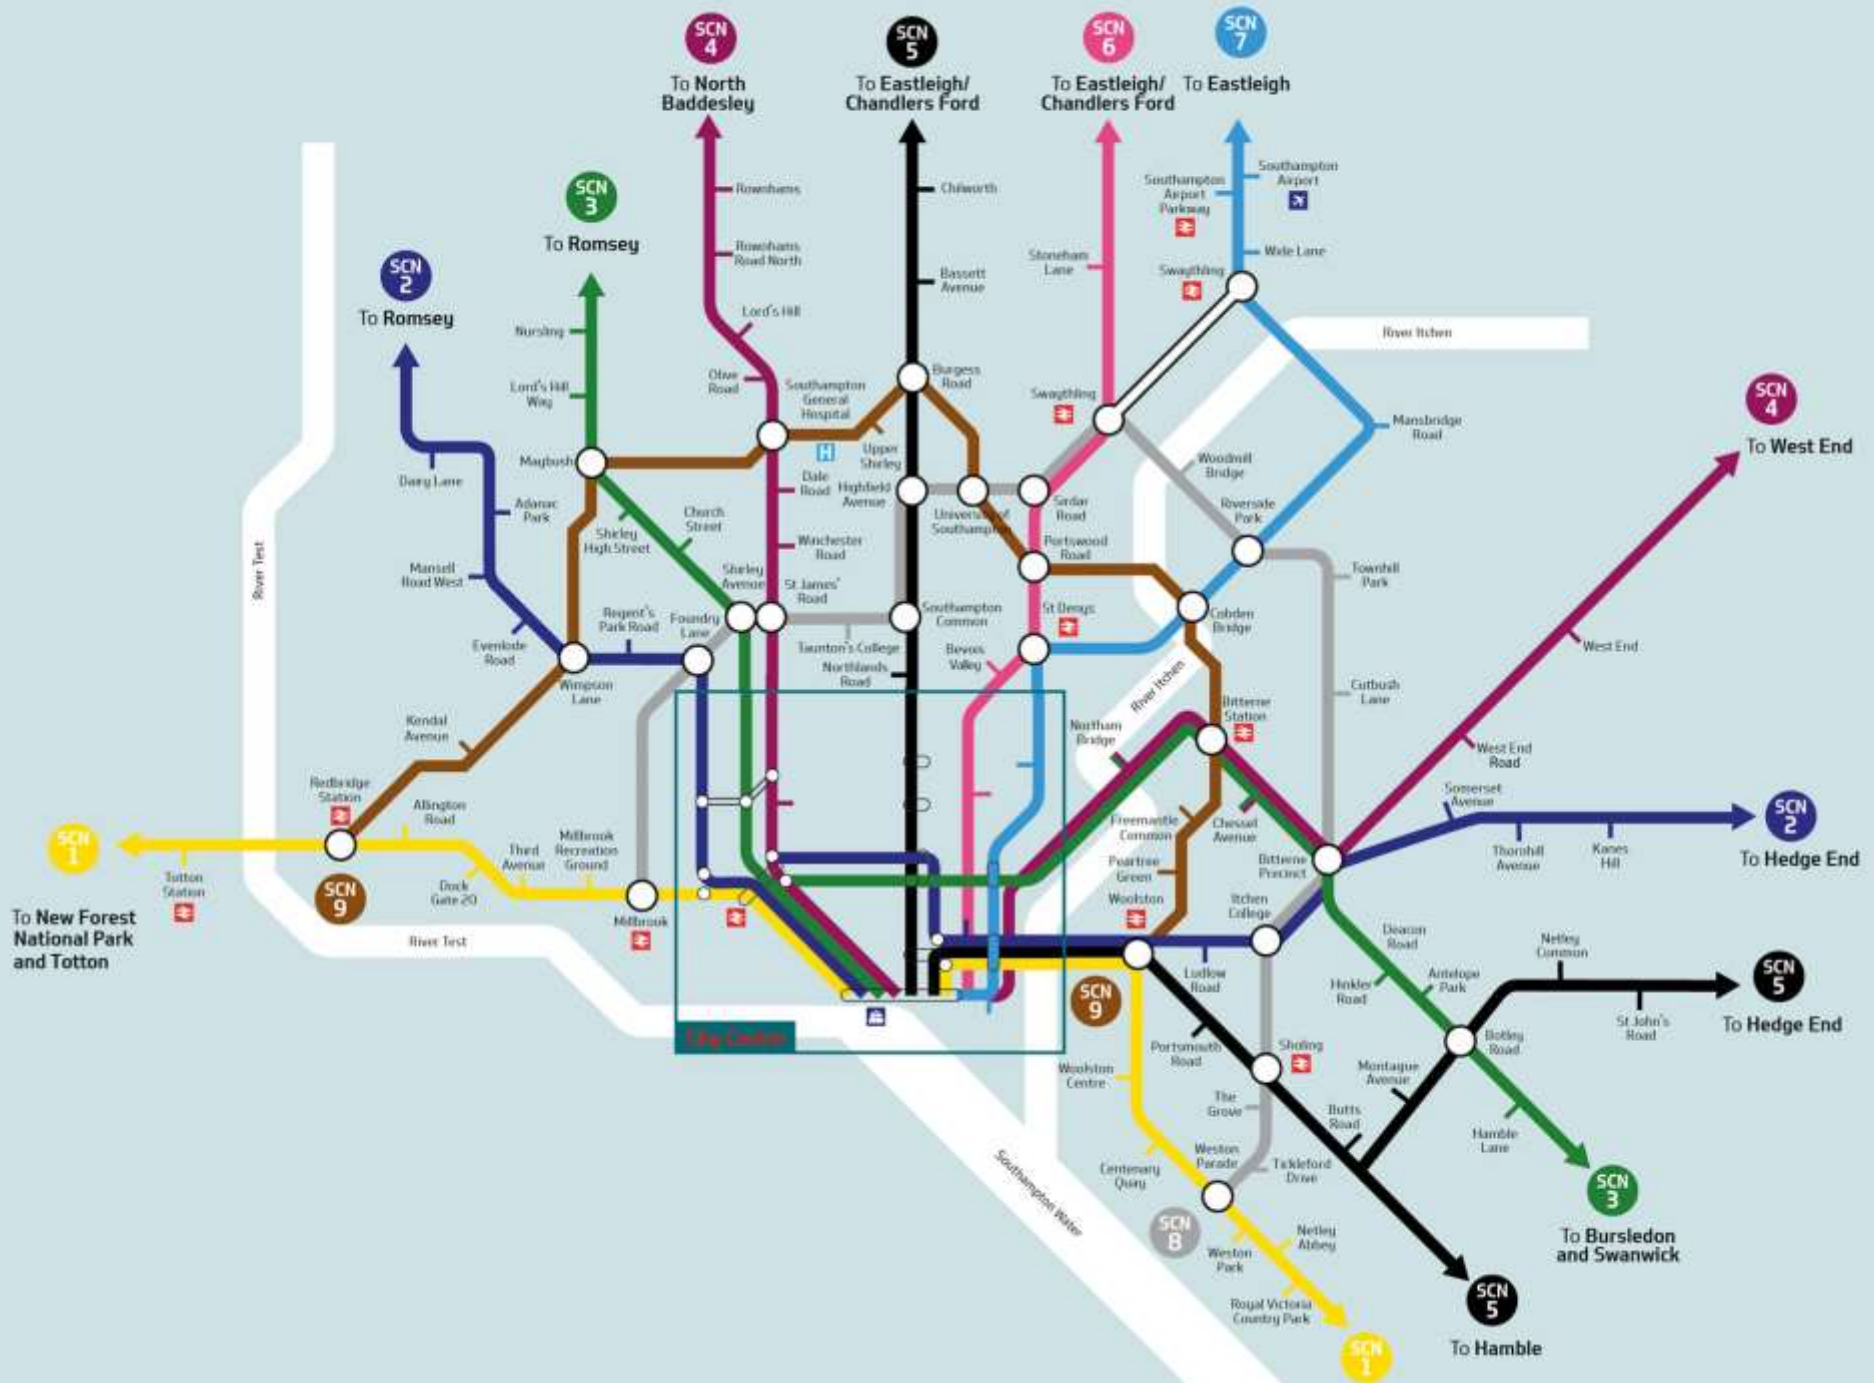 SCN
4
To North
Baddesley
SCN
5
To Eastleigh/
Chandlers Ford
SCN
6
To Eastleigh/
Chandlers Ford
SCN
7
To Eastleigh
SCN
3
To Romsey
SCN
2
To Romsey
Rownhams
Rownhams
Road North
Lord's Hill
Olive
Road
Chilworth
Bassett
Avenue
Stoneham
Lane
Southampton
Airport
Parkway
Southampton
Airport
Wide Lane
Swaythling
River Itchen
Nursling
Lord's Hill
Way
Maybush
Southampton
General
Hospital
H
Upper
Shirley
Burgess
Road
Swaythling
Mansbridge
Road
SCN
4
To West End
Dairy Lane
Adanac
Park
Mansell
Road West
Evenlode
Road
Shirley
High Street
Church
Street
Dale
Road
Winchester
Road
Highfield
Avenue
University of
Southampton
Sirdar
Road
Portswood
Road
Woodmill
Bridge
Riverside
Park
Townhill
Park
River Test
Regent's
Park Road
Foundry
Lane
Shirley
Avenue
St James'
Road
Taunton's College
Southampton
Common
Northlands
Road
St Denys
Bevois
Valley
Cobden
Bridge
River Itchen
Wimpson
Lane
Kendal
Avenue
Northam
Bridge
Bitterne
Station
Cutbush
Lane
West End
West End
Road
Redbridge
Station
Allington
Road
SCN
1
To New Forest
National Park
and Totton
Totton
Station
SCN
9
Dock
Gate 20
Third
Avenue
Millbrook
Recreation
Ground
Millbrook
River Test
City Centre
Freemantle
Common
Chessel
Avenue
Peartree
Green
Woolston
Bitterne
Precinct
Itchen
College
Somerset
Avenue
Thornhill
Avenue
Kanes
Hill
SCN
2
To Hedge End
SCN
9
Ludlow
Road
Deacon
Road
Hinkler
Road
Antelope
Park
Netley
Common
St John's
Road
SCN
5
To Hedge End
Woolston
Centre
Portsmouth
Road
Sholing
The
Grove
Botley
Road
Montague
Avenue
Butts
Road
Hamble
Lane
Centenary
Quay
Weston
Parade
Tickleford
Drive
SCN
8
Weston
Park
Netley
Abbey
Royal Victoria
Country Park
SCN
1
SCN
3
To Bursledon
and Swanwick
SCN
5
To Hamble
Southampton Water